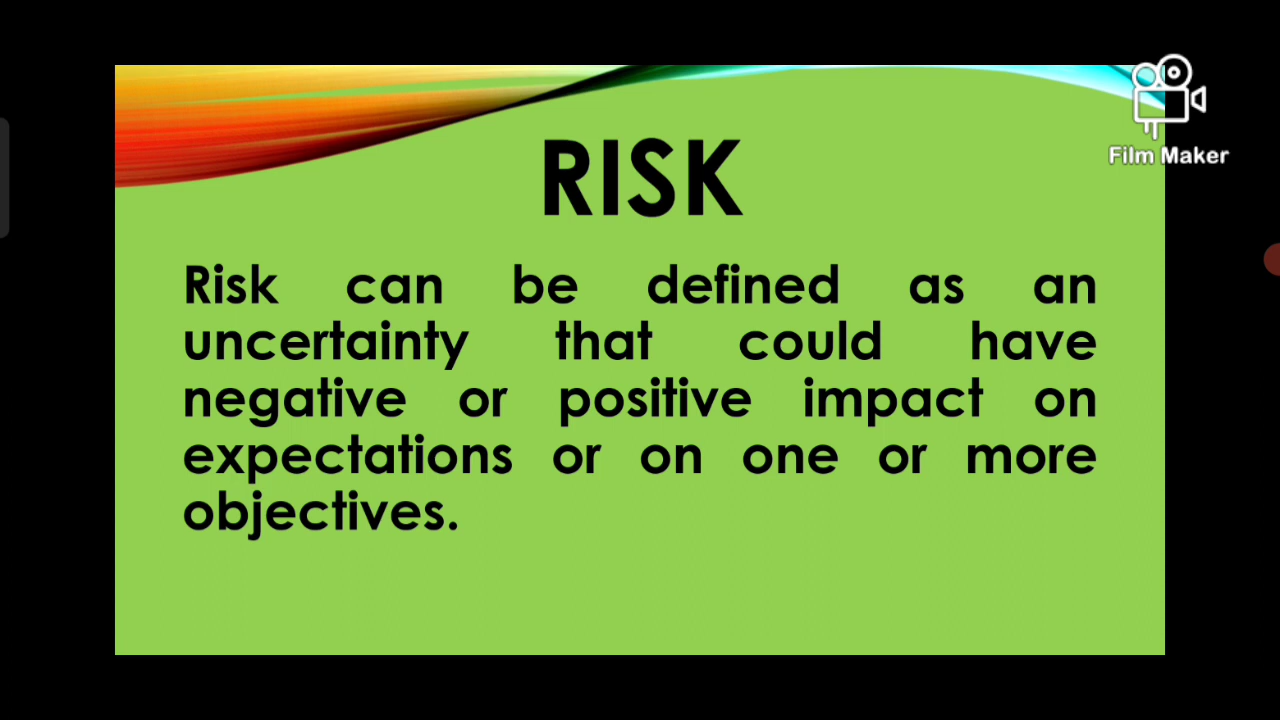 Film Maker
RISK
Risk can be defined as an
uncertainty that could have
negative or positive impact on
expectations or on one or more
objectives.